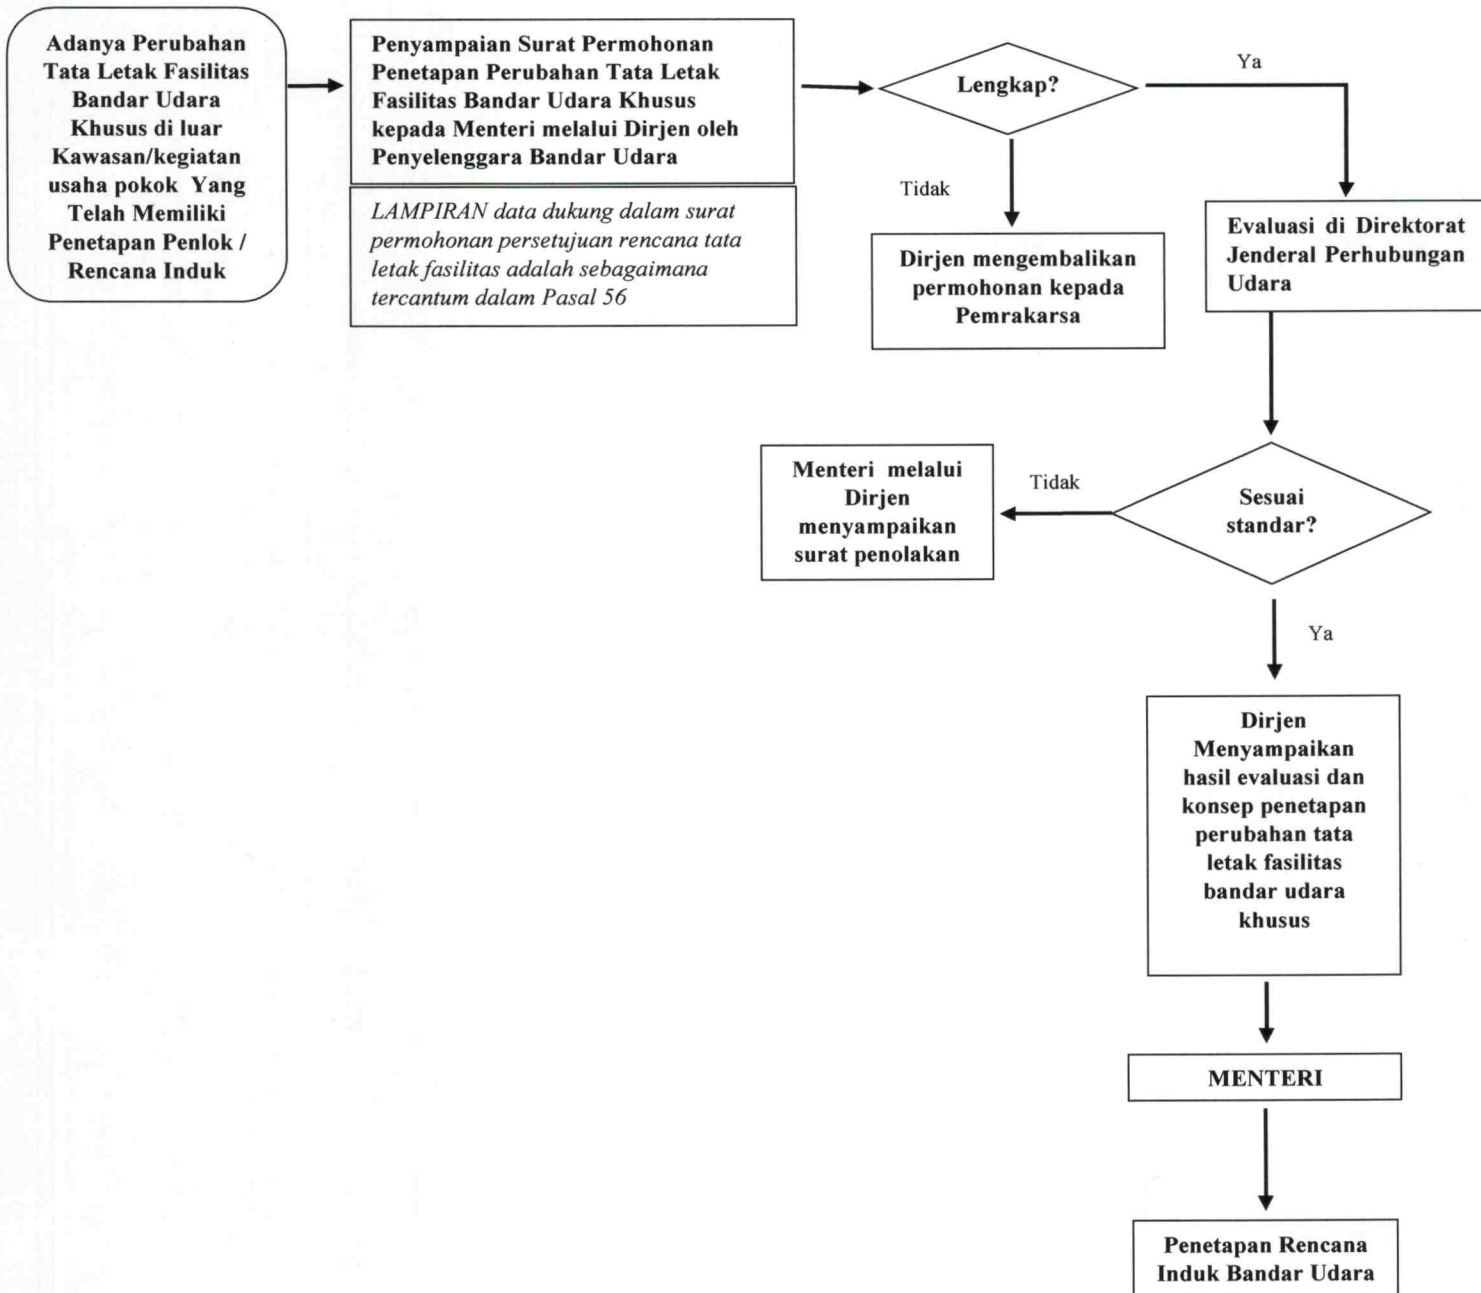 Adanya Perubahan
Tata Letak Fasilitas
Bandar Udara
Khusus di luar
Kawasan/kegiatan
usaha pokok Yang
Telah Memiliki
Penetapan Penlok /
Rencana Induk
Penyampaian Surat Permohonan
Penetapan Perubahan Tata Letak
Fasilitas Bandar Udara Khusus
kepada Menteri melalui Dirjen oleh
Penyelenggara Bandar Udara
LAMPIRAN data dukung dalam surat
permohonan persetujuan rencana tata
letak fasilitas adalah sebagaimana
tercantum dalam Pasal 56
Lengkap?
Ya
Tidak
Dirjen mengembalikan
permohonan kepada
Pemrakarsa
Evaluasi di Direktorat
Jenderal Perhubungan
Udara
Sesuai
standar?
Tidak
Menteri melalui
Dirjen
menyampaikan
surat penolakan
Ya
Dirjen
Menyampaikan
hasil evaluasi dan
konsep penetapan
perubahan tata
letak fasilitas
bandar udara
khusus
MENTERI
Penetapan Rencana
Induk Bandar Udara